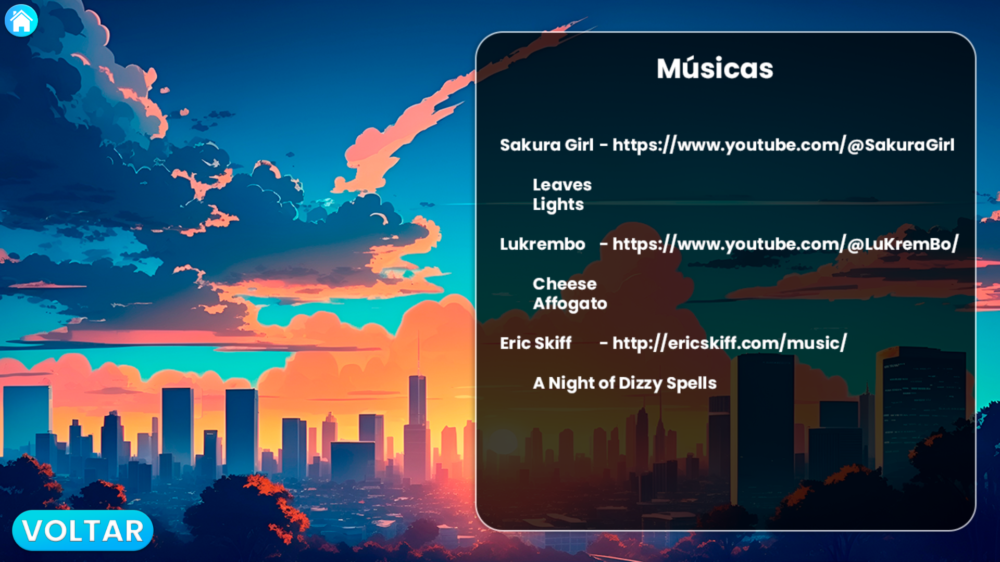 Músicas
Sakura Girl - https://www.youtube.com/@SakuraGirl
Leaves
Lights
Lukrembo - https://www.youtube.com/@LuKremBo/
Cheese
Affogato
Eric Skiff - http://ericskiff.com/music/
A Night of Dizzy Spells
VOLTAR